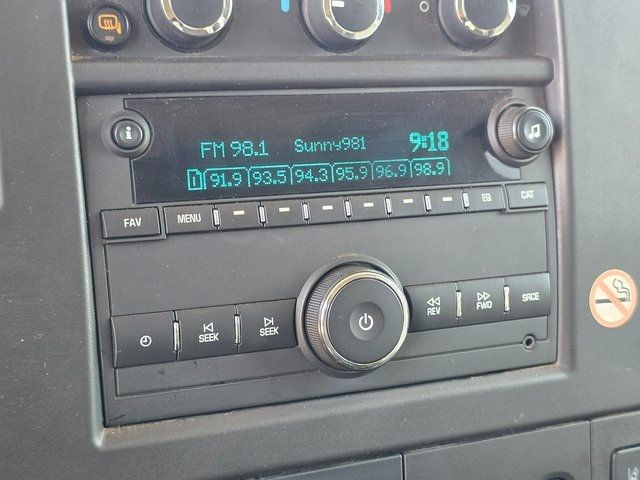 i
FM 98.1 Sunny981 9:18
1 91.9 93.5 94.3 95.9 96.9 98.9
FAV MENU EQ CAT
SEEK SEEK REV FWD SRCE